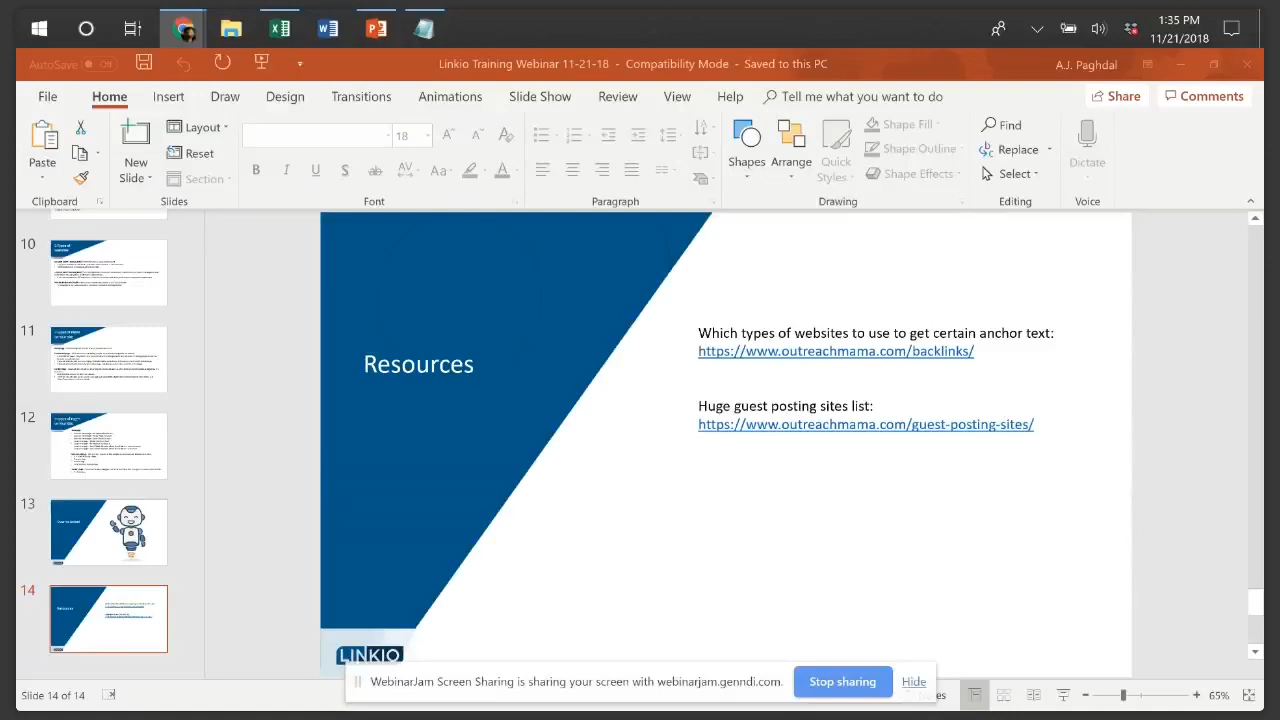 1:35 PM
11/21/2018
AutoSave Off
Linkio Training Webinar 11-21-18 - Compatibility Mode - Saved to this PC
A.J. Paghdal
File Home Insert Draw Design Transitions Animations Slide Show Review View Help Tell me what you want to do
Share Comments
Paste
New
Slide
Layout
Reset
Section
18
B I U S ab AV Aa A
Shapes Arrange Quick
Styles
Shape Fill
Shape Outline
Shape Effects
Find
Replace
Select
Dictate
Clipboard Slides Font Paragraph Drawing Editing Voice
10
11
12
13
14
Resources
Resources
Which types of websites to use to get certain anchor text:
https://www.outreachmama.com/backlinks/
Huge guest posting sites list:
https://www.outreachmama.com/guest-posting-sites/
LINKIO
WebinarJam Screen Sharing is sharing your screen with webinarjam.genndi.com.
Stop sharing Hide
Slide 14 of 14
65%